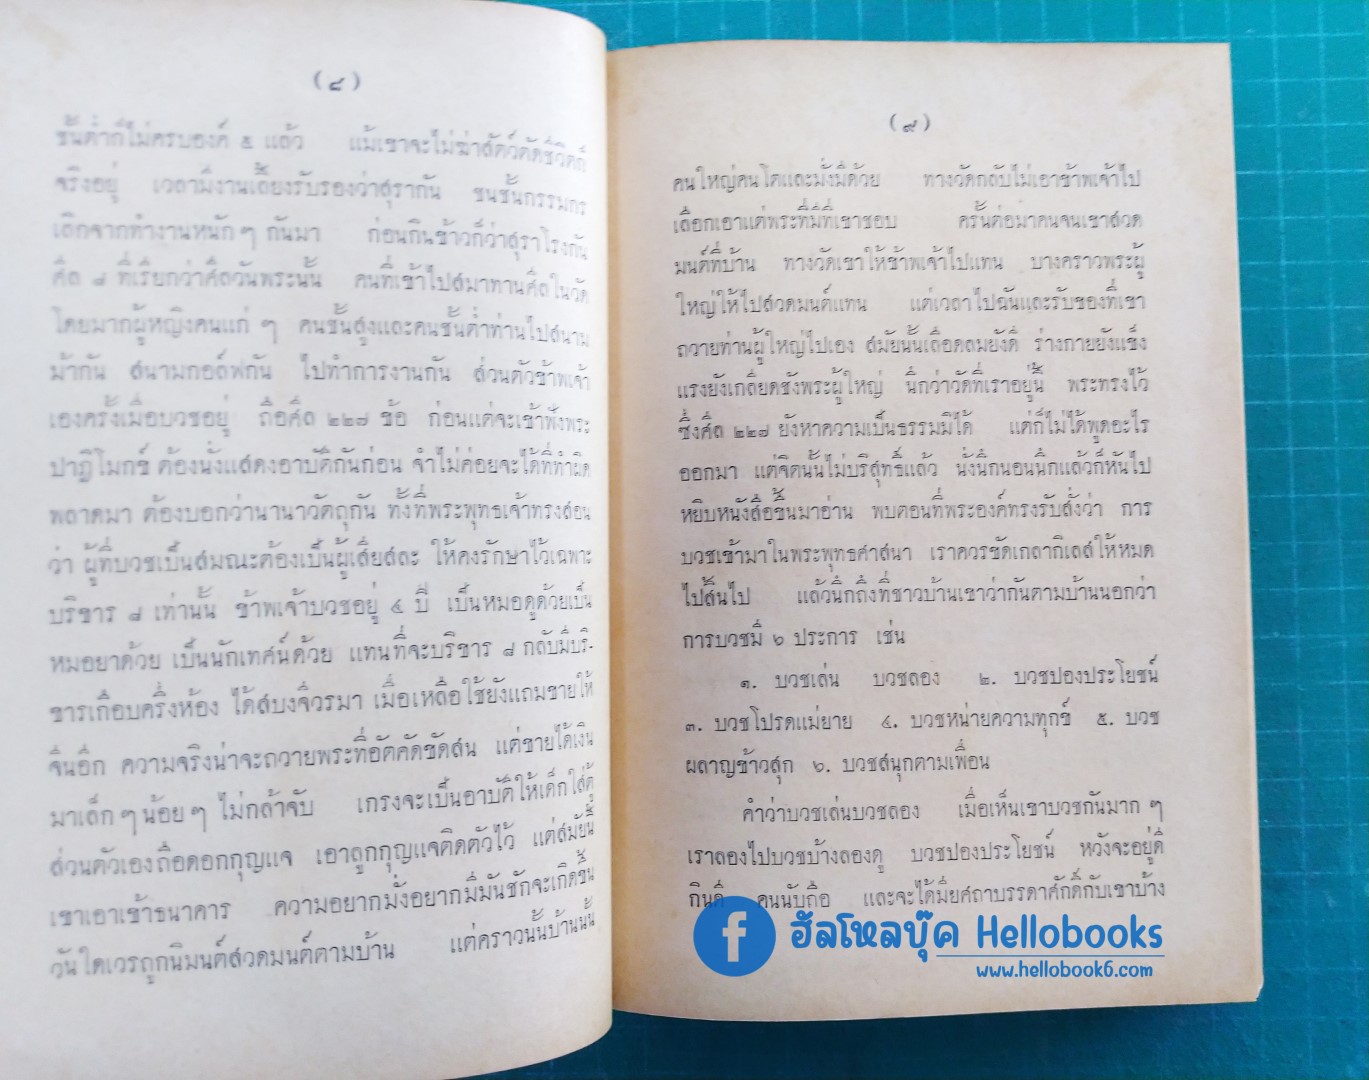 (๘)
ชั้นต่ำก็ไม่ครบองค์ ๕ แล้ว แม้เขาจะไม่ฆ่าสัตว์ตัดชีวิตก็
จริงอยู่ เวลามีงานเลี้ยงรับรองว่าสุรากัน ชนชั้นกรรมกร
เลิกจากทำงานหนัก ๆ กันมา ก่อนกินข้าวก็ว่าสุราโรงกัน
ศีล ๘ ที่เรียกว่าศีลวันพระนั้น คนที่เข้าไปสมาทานศีลในวัด
โดยมากผู้หญิงคนแก่ ๆ คนชั้นสูงและคนชั้นต่ำท่านไปสนาม
ม้ากัน สนามกอล์ฟกัน ไปทำการงานกัน ส่วนตัวข้าพเจ้า
เองครั้งเมื่อบวชอยู่ ถือศีล ๒๒๗ ข้อ ก่อนแต่จะเข้าฟังพระ
ปาฏิโมกข์ ต้องนั่งแสดงอาบัติกันก่อน จำไม่ค่อยจะได้ที่ทำผิด
พลาดมา ต้องบอกว่านานาวัตถุกัน ทั้งที่พระพุทธเจ้าทรงสอน
ว่า ผู้ที่บวชเป็นสมณะต้องเป็นผู้เสียสละ ให้คงรักษาไว้เฉพาะ
บริขาร ๘ เท่านั้น ข้าพเจ้าบวชอยู่ ๔ ปี เป็นหมอดูด้วยเป็น
หมอยาด้วย เป็นนักเทศน์ด้วย แทนที่จะบริขาร ๘ กลับมีบริ-
ขารเกือบครึ่งห้อง ได้สบงจีวรมา เมื่อเหลือใช้ยังแถมขายให้
จีนอีก ความจริงน่าจะถวายพระที่อัตคัดขัดสน แต่ขายได้เงิน
มาเล็ก ๆ น้อย ๆ ไม่กล้าจับ เกรงจะเป็นอาบัติให้เด็กใส่ตู้
ส่วนตัวเองถือดอกกุญแจ เอาลูกกุญแจติดตัวไว้ แต่สมัยนี้
เขาเอาเข้าธนาคาร ความอยากมั่งอยากมีมันชักจะเกิดขึ้น
วันใดเวรถูกนิมนต์สวดมนต์ตามบ้าน แต่คราวนั้นบ้านนั้น
(๙)
คนใหญ่คนโตและมั่งมีด้วย ทางวัดกลับไม่เอาข้าพเจ้าไป
เลือกเอาแต่พระที่มีที่เขาชอบ ครั้นต่อมาคนจนเขาสวด
มนต์ที่บ้าน ทางวัดเขาให้ข้าพเจ้าไปแทน บางคราวพระผู้
ใหญ่ให้ไปสวดมนต์แทน แต่เวลาไปฉันและรับของที่เขา
ถวายท่านผู้ใหญ่ไปเอง สมัยนั้นเลือดลมยังดี ร่างกายยังแข็ง
แรงยังเกลียดชังพระผู้ใหญ่ นึกว่าวัดที่เราอยู่นี้ พระทรงไว้
ซึ่งศีล ๒๒๗ ยังหาความเป็นธรรมมิได้ แต่ก็ไม่ได้พูดอะไร
ออกมา แต่จิตนั้นไม่บริสุทธิ์แล้ว นั่งนึกนอนนึกแล้วก็หันไป
หยิบหนังสือขึ้นมาอ่าน พบตอนที่พระองค์ทรงรับสั่งว่า การ
บวชเข้ามาในพระพุทธศาสนา เราควรขัดเกลากิเลสให้หมด
ไปสิ้นไป แล้วนึกถึงที่ชาวบ้านเขาว่ากันตามบ้านนอกว่า
การบวชมี ๖ ประการ เช่น
๑. บวชเล่น บวชลอง ๒. บวชปองประโยชน์
๓. บวชโปรดแม่ยาย ๔. บวชหน่ายความทุกข์ ๕. บวช
ผลาญข้าวสุก ๖. บวชสนุกตามเพื่อน
คำว่าบวชเล่นบวชลอง เมื่อเห็นเขาบวชกันมาก ๆ
เราลองไปบวชบ้างลองดู บวชปองประโยชน์ หวังจะอยู่ดี
กินดี คนนับถือ และจะได้มียศถาบรรดาศักดิ์กับเขาบ้าง
ฮัลโหลบุ๊ค Hellobooks
www.hellobook6.com